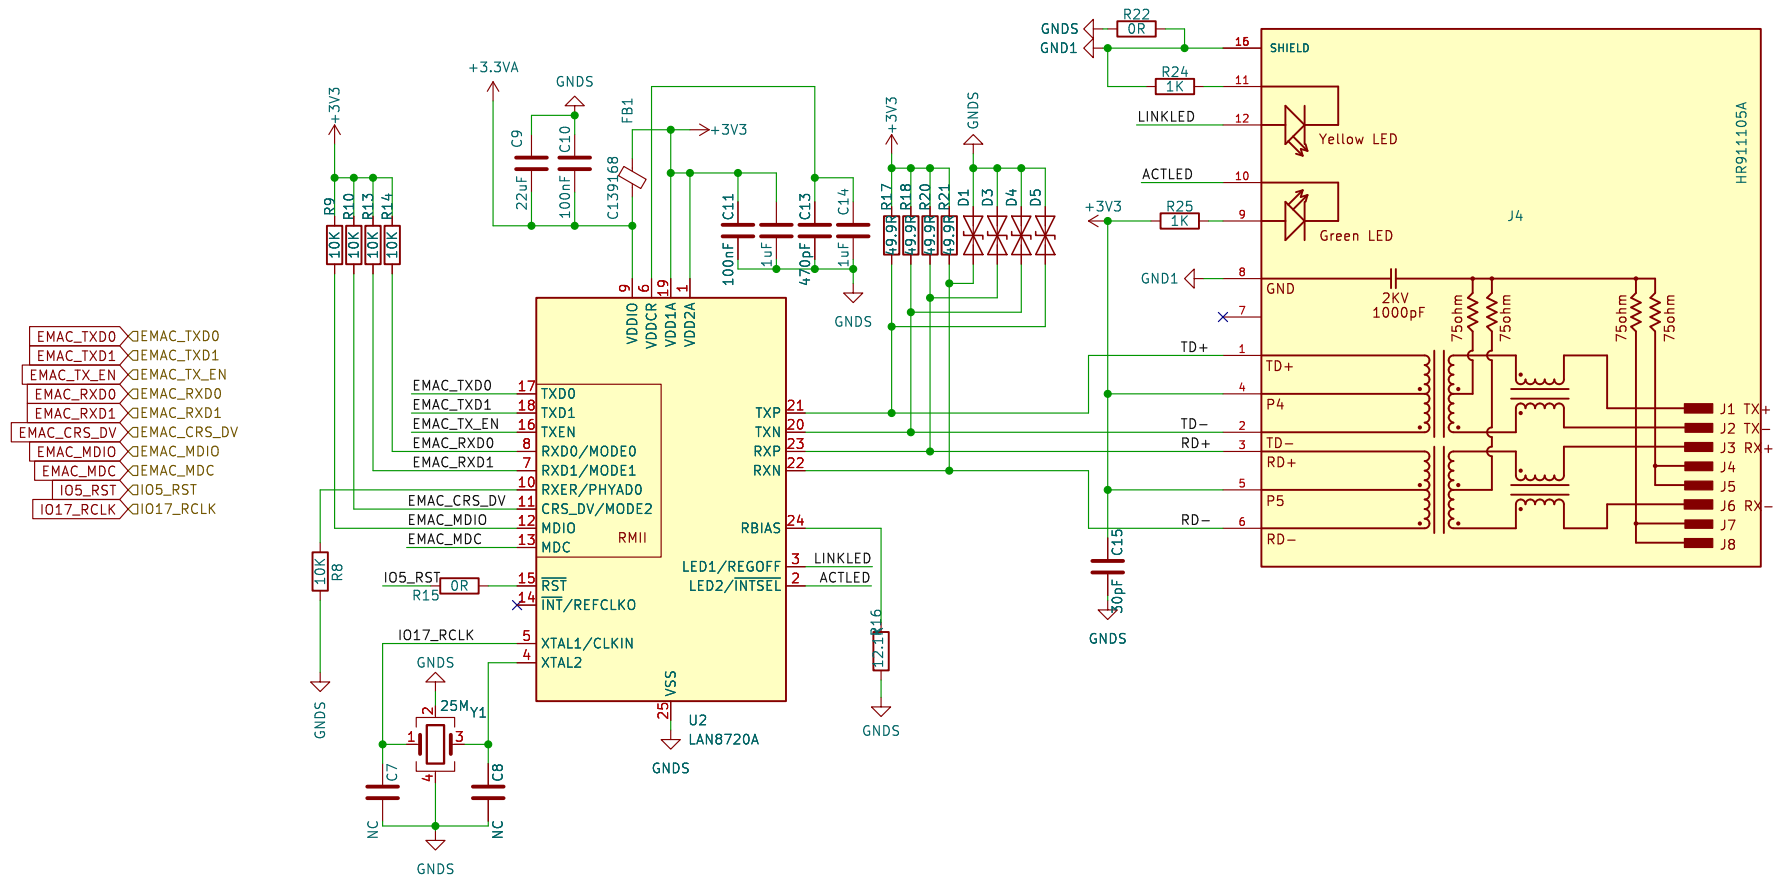 EMAC_TXD0 EMAC_TXD0
EMAC_TXD1 EMAC_TXD1
EMAC_TX_EN EMAC_TX_EN
EMAC_RXD0 EMAC_RXD0
EMAC_RXD1 EMAC_RXD1
EMAC_CRS_DV EMAC_CRS_DV
EMAC_MDIO EMAC_MDIO
EMAC_MDC EMAC_MDC
IO5_RST IO5_RST
IO17_RCLK IO17_RCLK
+3V3
R9
10K
R10
10K
R13
10K
R14
10K
+3.3VA
GNDS
C9
22uF
C10
100nF
FB1
C139168
+3V3
C11
100nF
1uF
C13
470pF
C14
1uF
GNDS
+3V3
R17
49.9R
R18
49.9R
R20
49.9R
R21
49.9R
GNDS
D1
D3
D4
D5
9 VDDIO
6 VDDCR
19 VDD1A
1 VDD2A
EMAC_TXD0 17 TXD0
EMAC_TXD1 18 TXD1
EMAC_TX_EN 16 TXEN
EMAC_RXD0 8 RXD0/MODE0
EMAC_RXD1 7 RXD1/MODE1
10 RXER/PHYAD0
EMAC_CRS_DV 11 CRS_DV/MODE2
EMAC_MDIO 12 MDIO
EMAC_MDC 13 MDC
RMII
IO5_RST 0R 15 RST
R15
14 INT/REFCLKO
IO17_RCLK 5 XTAL1/CLKIN
4 XTAL2
TXP 21
TXN 20
RXP 23
RXN 22
RBIAS 24
LED1/REGOFF 3 LINKLED
LED2/INTSEL 2 ACTLED
VSS
25
U2
LAN8720A
GNDS
10K
R8
GNDS
GNDS
25M Y1
2
1 3
4
C7
NC
C8
NC
GNDS
R16
12.1K
GNDS
GNDS R22
0R
GND1 16 SHIELD
R24
1K
11
LINKLED 12
Yellow LED
ACTLED 10
+3V3 R25
1K
9
Green LED
HR911105A
J4
GND1 8
GND
2KV
1000pF
75ohm
75ohm
75ohm
75ohm
7
TD+ 1
TD+
4
P4
TD- 2
TD-
RD+ 3
RD+
5
P5
RD- 6
RD-
C15
30pF
GNDS
J1 TX+
J2 TX-
J3 RX+
J4
J5
J6 RX-
J7
J8